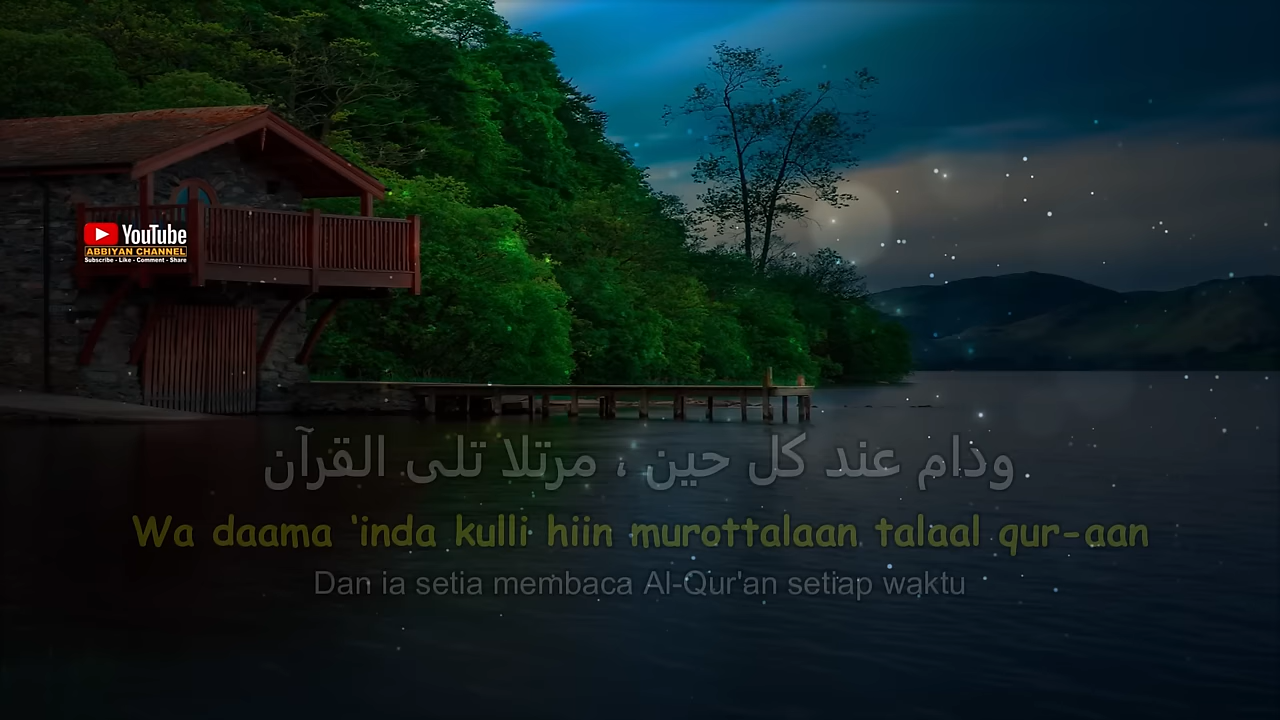 YouTube
ABBIYAN CHANNEL
Subscribe - Like - Comment - Share
ودام عند كل حين ، مرتلا تلى القرآن
Wa daama 'inda kulli hiin murottalaan talaal qur-aan
Dan ia setia membaca Al-Qur'an setiap waktu